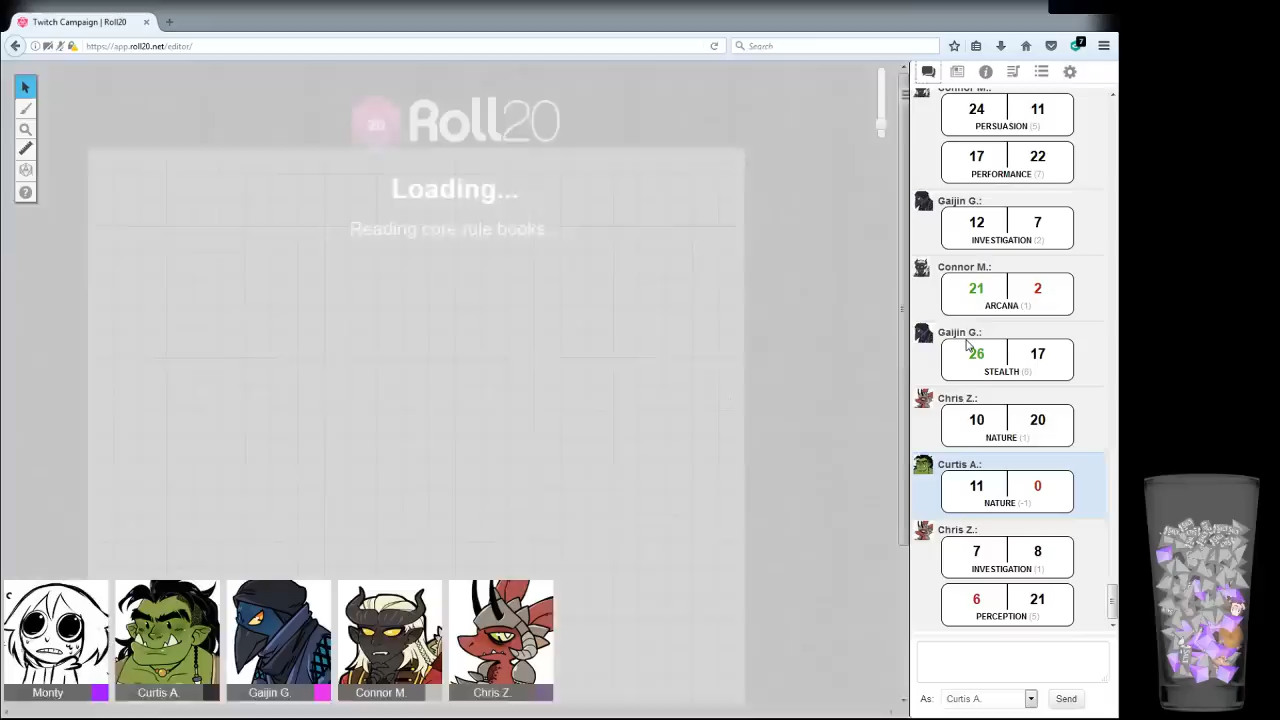 Twitch Campaign | Roll20
https://app.roll20.net/editor/
Search
7
Roll20
Loading...
Reading core rule books
Connor M.:
24 11
PERSUASION (5)
17 22
PERFORMANCE (7)
Gaijin G.:
12 7
INVESTIGATION (2)
Connor M.:
21 2
ARCANA (1)
Gaijin G.:
26 17
STEALTH (6)
Chris Z.:
10 20
NATURE (1)
Curtis A.:
11 0
NATURE (-1)
Chris Z.:
7 8
INVESTIGATION (1)
6 21
PERCEPTION (5)
As: Curtis A. Send
Monty
Curtis A.
Gaijin G.
Connor M.
Chris Z.